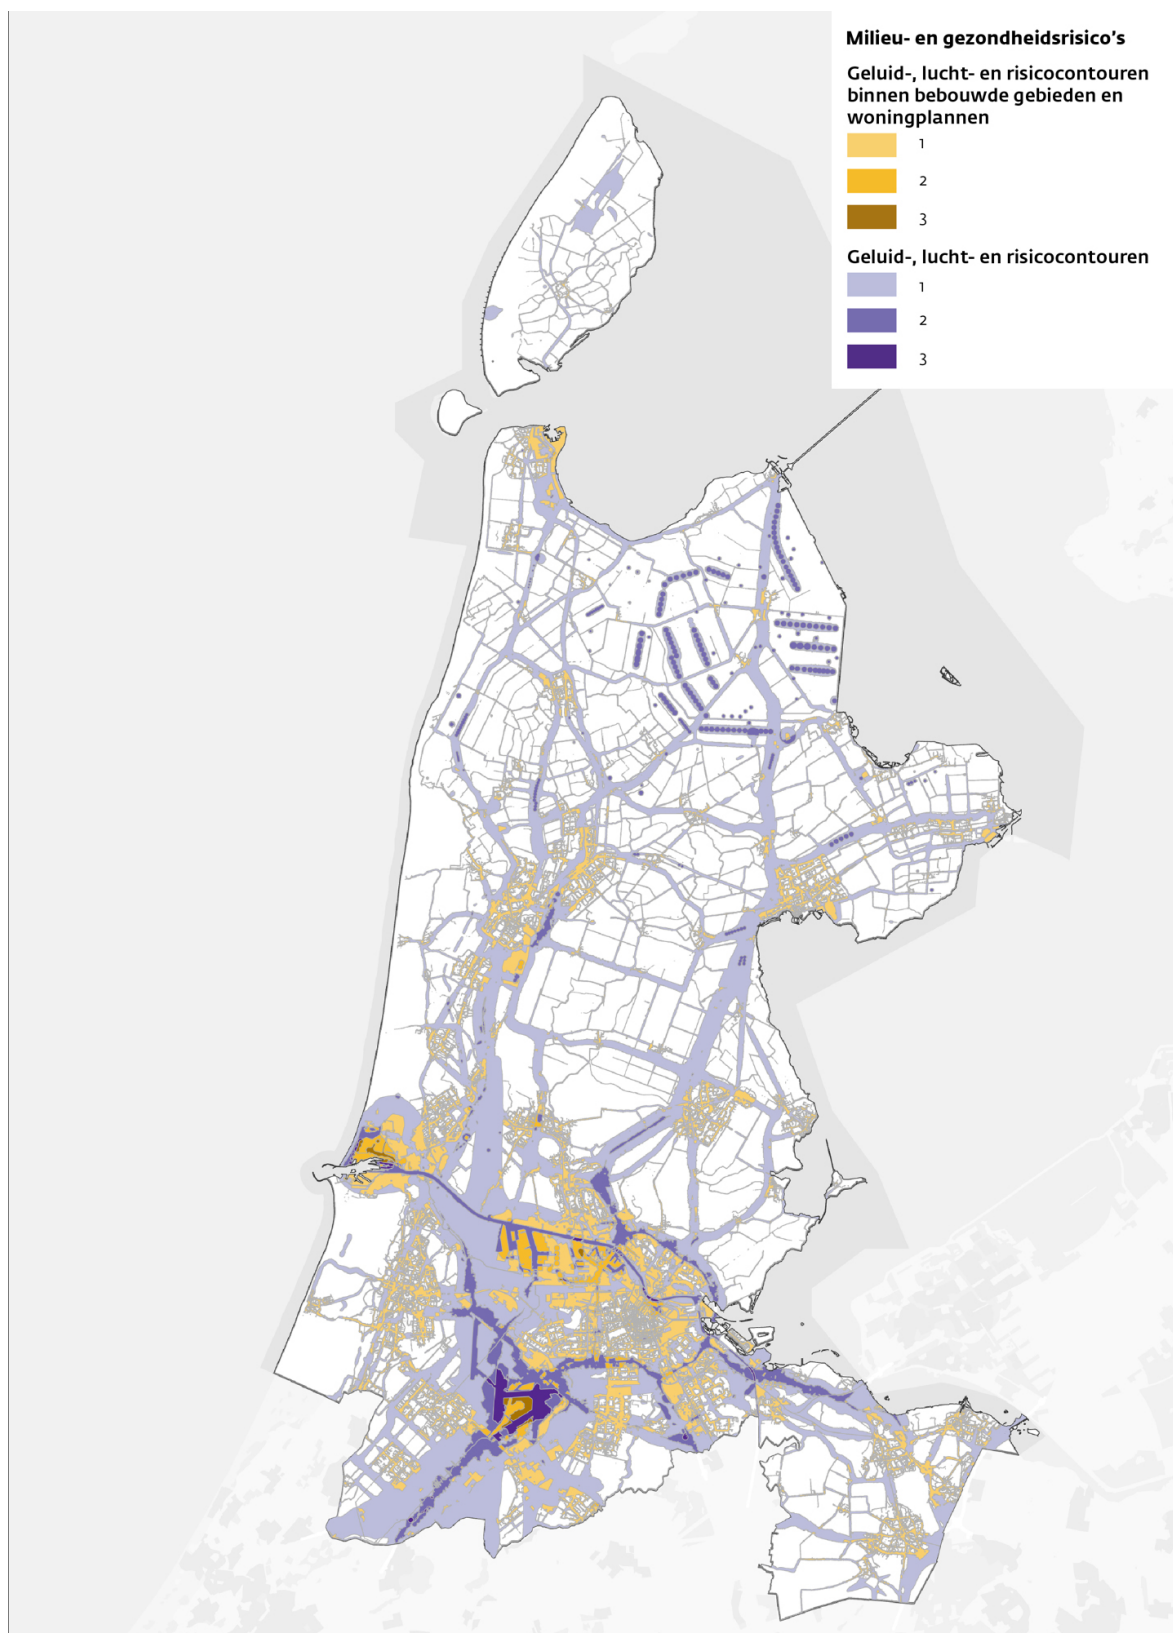 Milieu- en gezondheidsrisico's
Geluid-, lucht- en risicocontouren
binnen bebouwde gebieden en
woningplannen
1
2
3
Geluid-, lucht- en risicocontouren
1
2
3